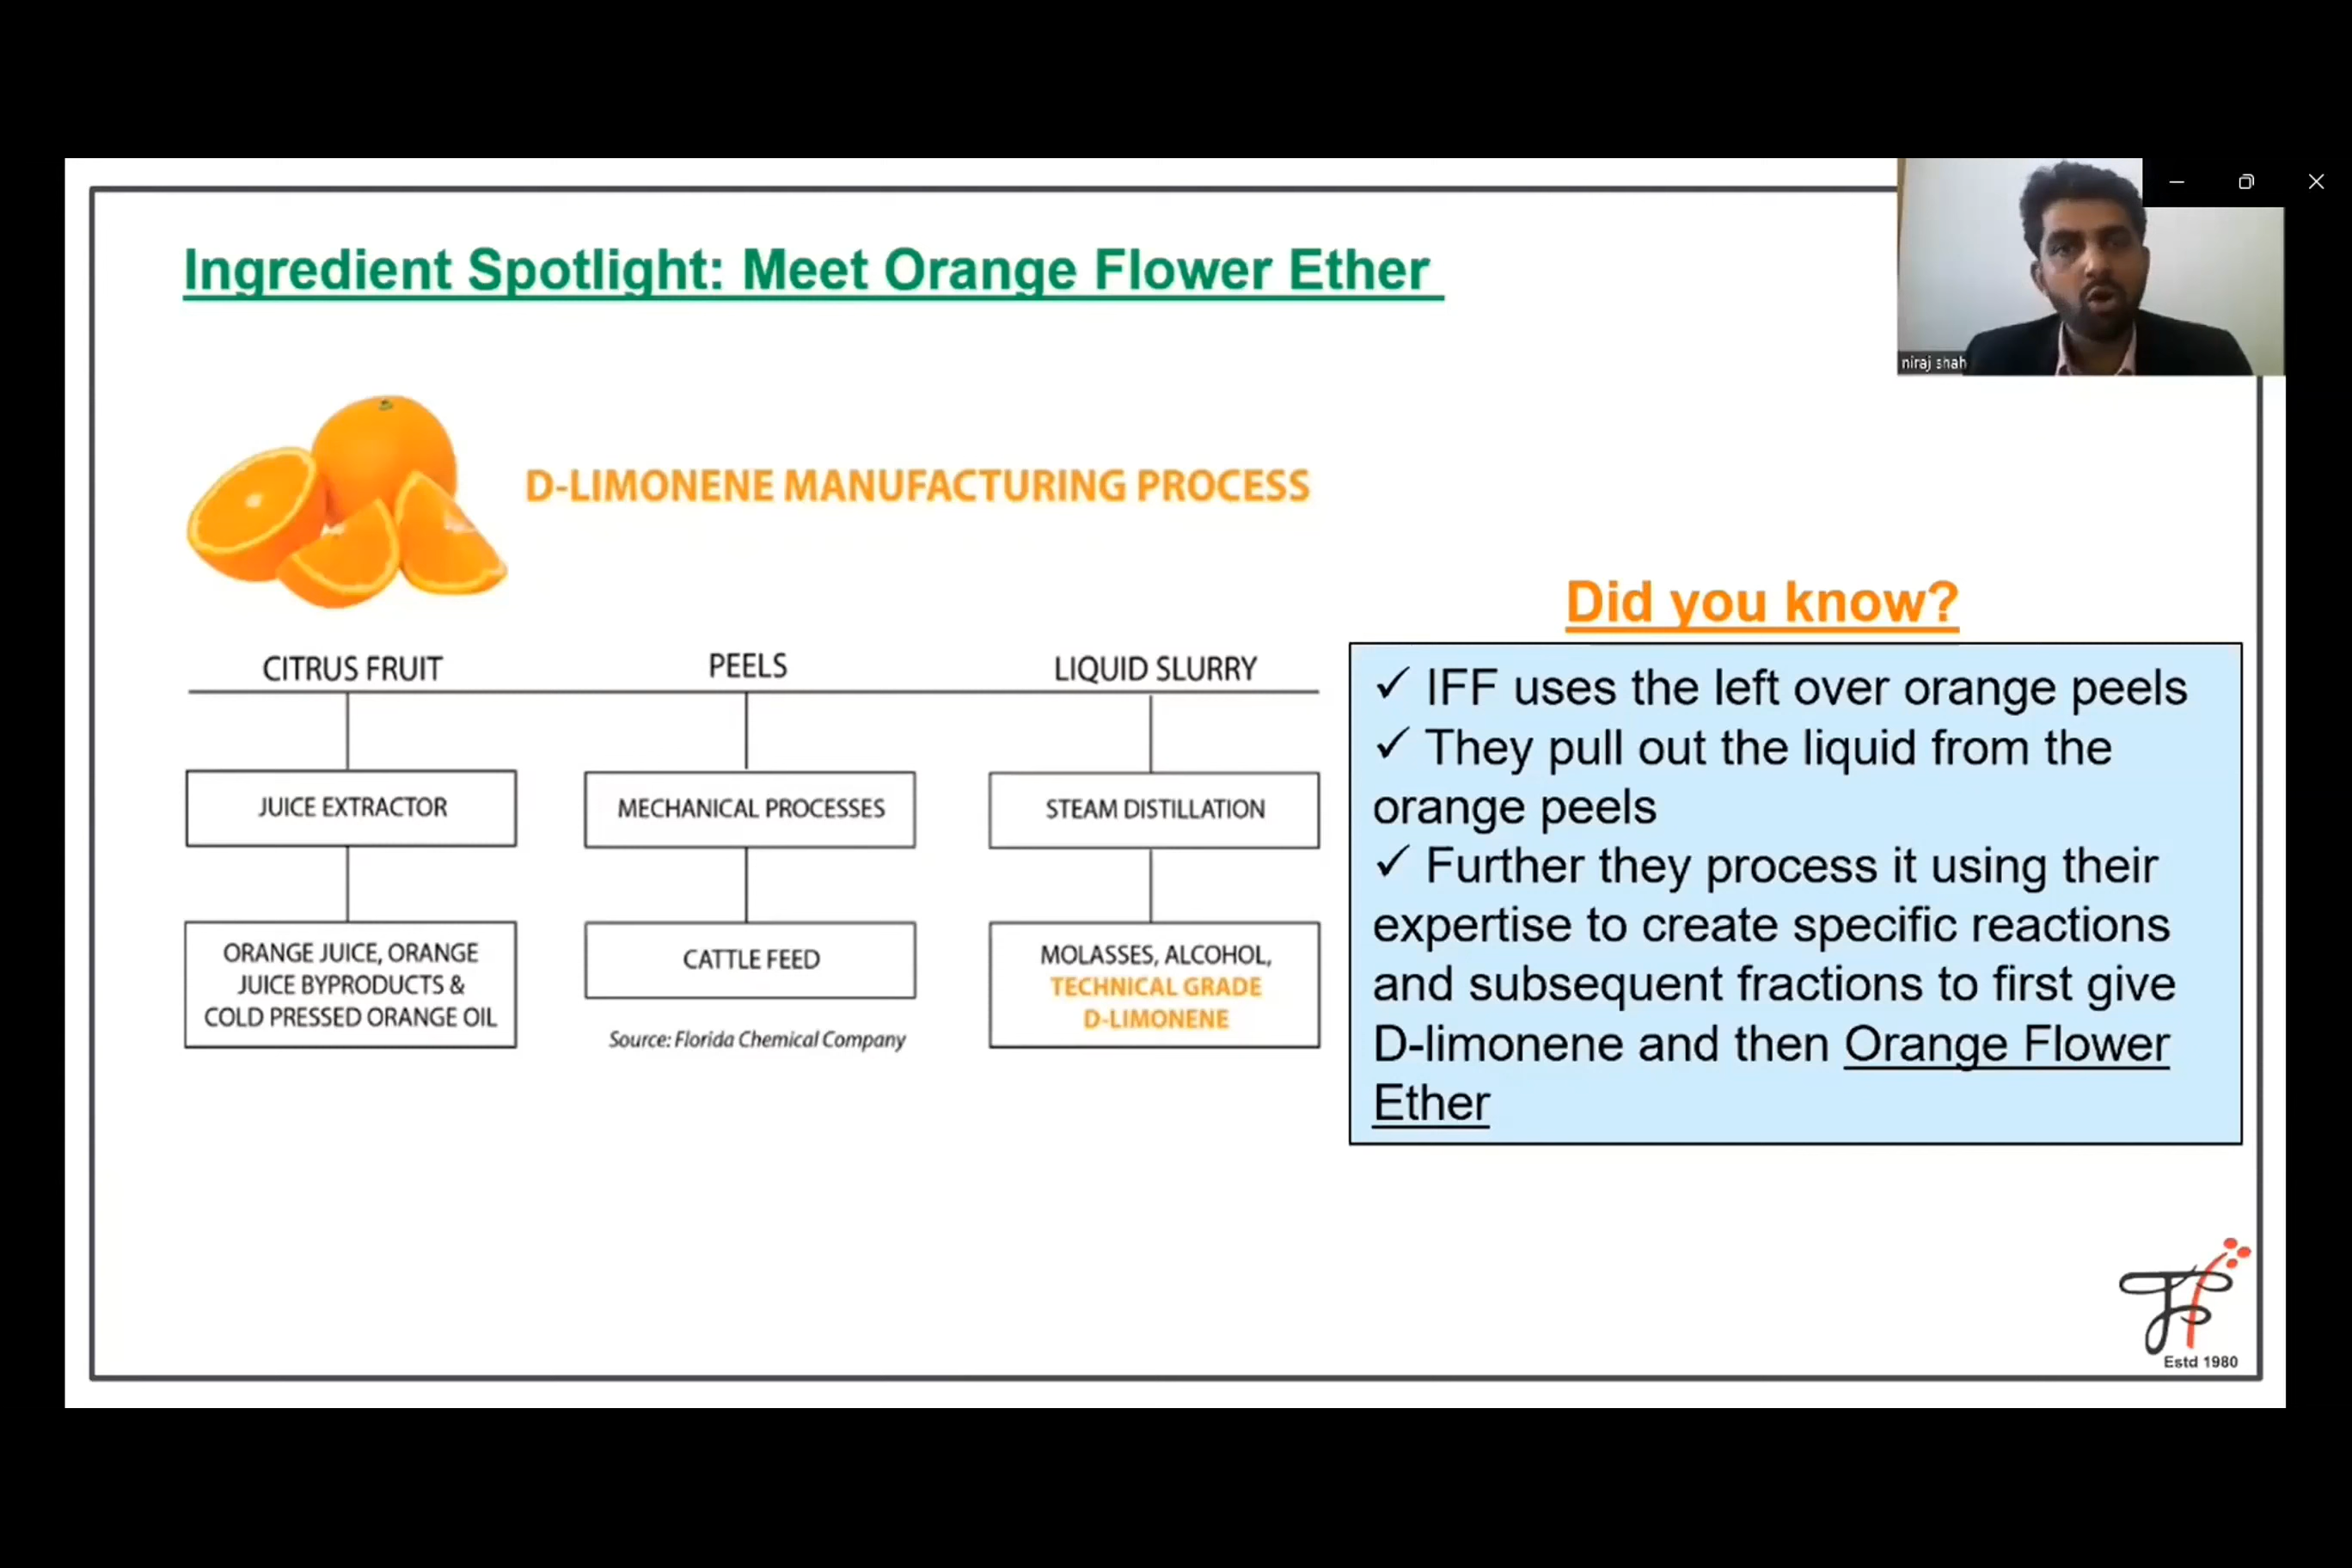 Ingredient Spotlight: Meet Orange Flower Ether
niraj shah
D-LIMONENE MANUFACTURING PROCESS
CITRUS FRUIT
PEELS
LIQUID SLURRY
JUICE EXTRACTOR
MECHANICAL PROCESSES
STEAM DISTILLATION
ORANGE JUICE, ORANGE
JUICE BYPRODUCTS &
COLD PRESSED ORANGE OIL
CATTLE FEED
MOLASSES, ALCOHOL,
TECHNICAL GRADE
D-LIMONENE
Source: Florida Chemical Company
Did you know?
✓ IFF uses the left over orange peels
✓ They pull out the liquid from the
orange peels
✓ Further they process it using their
expertise to create specific reactions
and subsequent fractions to first give
D-limonene and then Orange Flower
Ether
Estd 1980